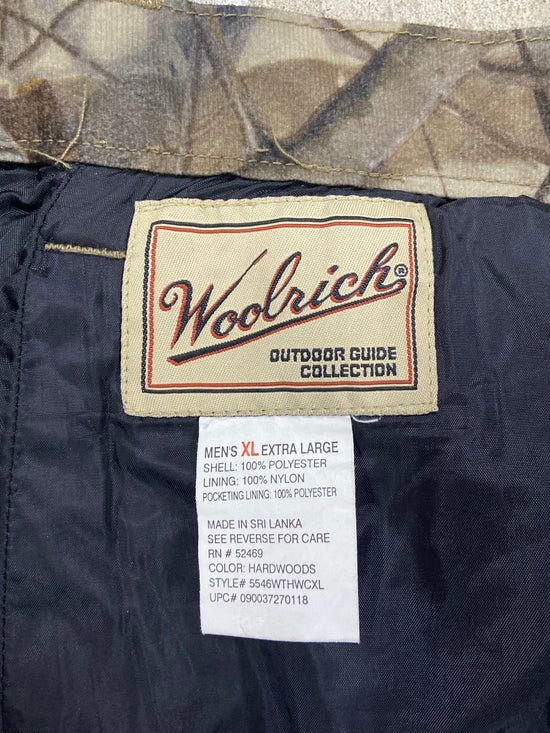 Woolrich®
OUTDOOR GUIDE
COLLECTION
MEN'S XL EXTRA LARGE
SHELL: 100% POLYESTER
LINING: 100% NYLON
POCKETING LINING: 100% POLYESTER
MADE IN SRI LANKA
SEE REVERSE FOR CARE
RN # 52469
COLOR: HARDWOODS
STYLE# 5546WTHWCXL
UPC# 090037270118